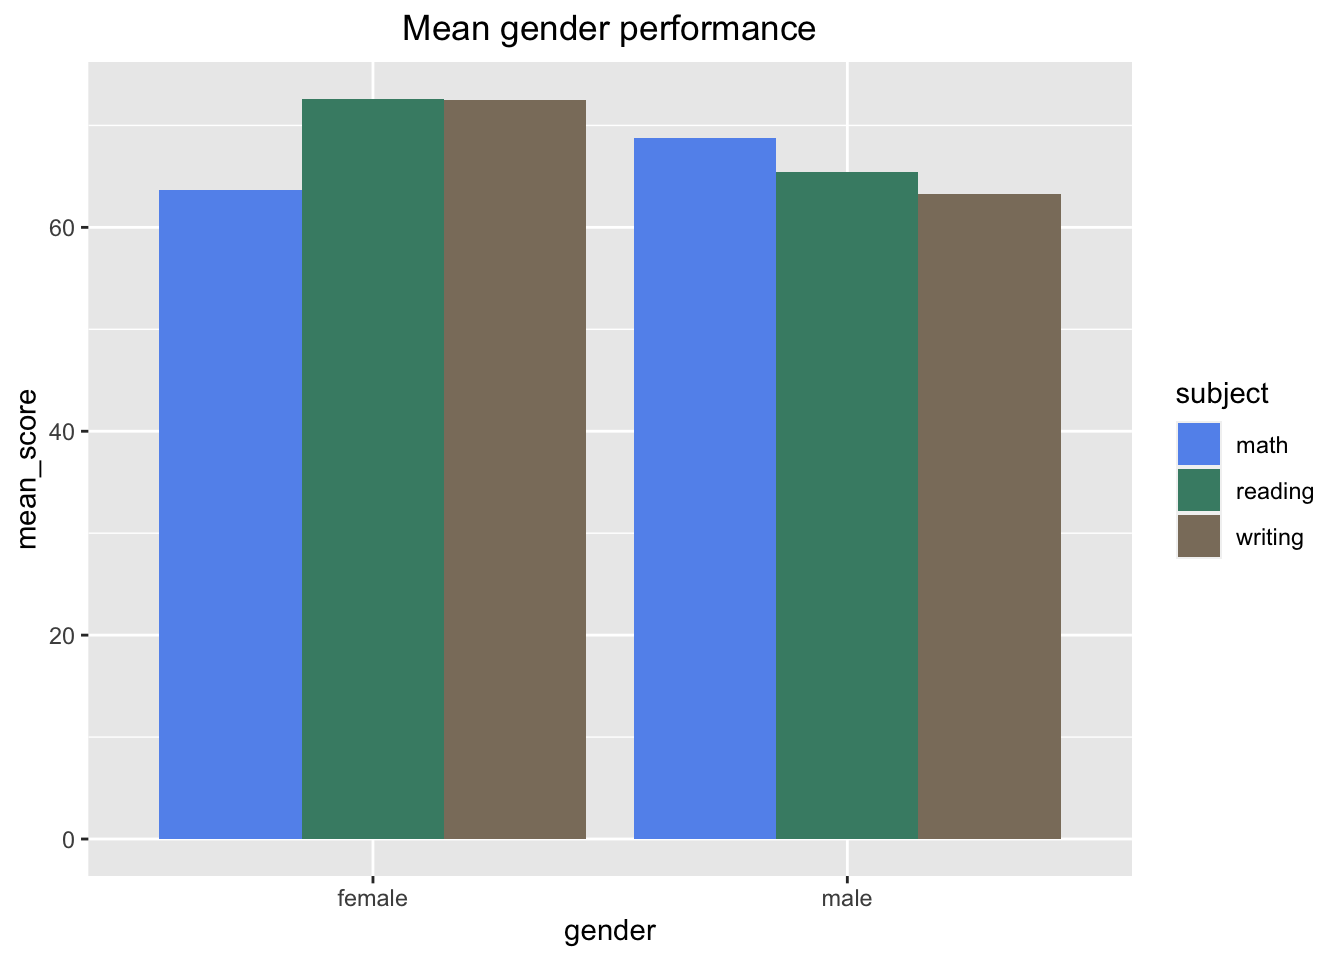 Mean gender performance
mean_score
60
40
20
0
female male
gender
subject
math
reading
writing